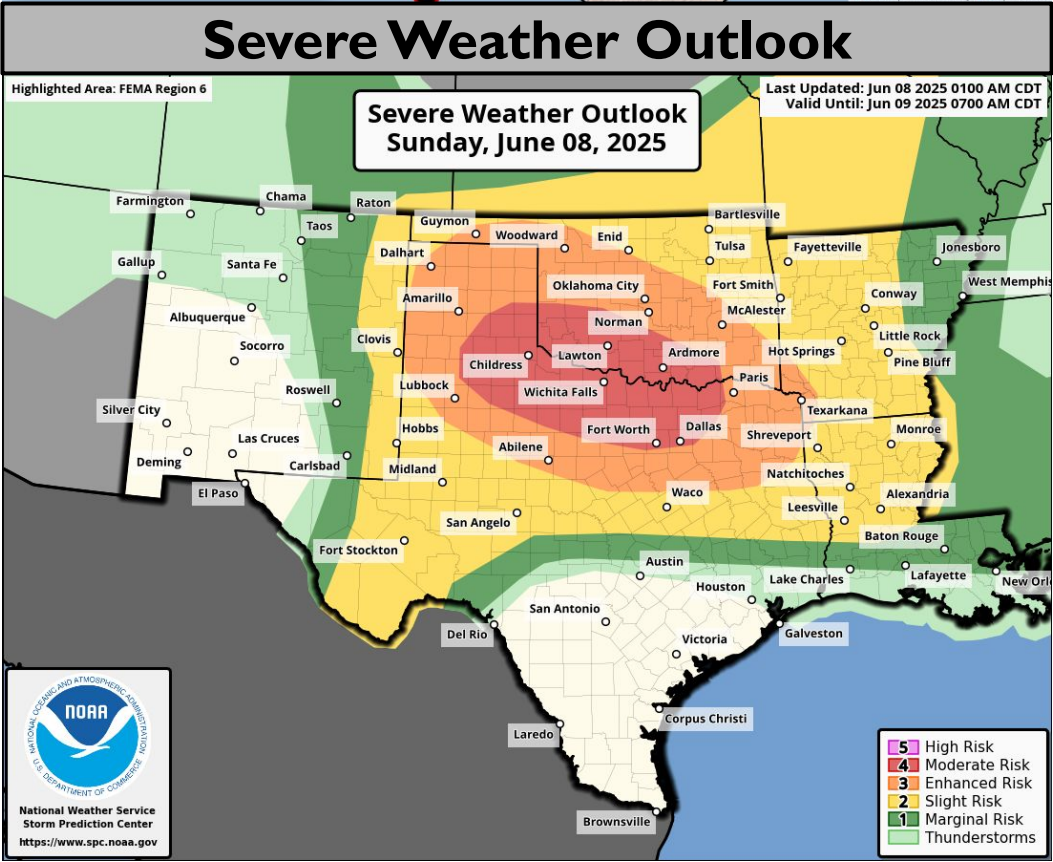 Severe Weather Outlook
Highlighted Area: FEMA Region 6
Last Updated: Jun 08 2025 0100 AM CDT
Valid Until: Jun 09 2025 0700 AM CDT
Severe Weather Outlook
Sunday, June 08, 2025
Farmington
Chama
Raton
Taos
Guymon
Woodward
Enid
Bartlesville
Tulsa
Fayetteville
Jonesboro
Gallup
Santa Fe
Dalhart
Oklahoma City
Fort Smith
Conway
West Memphis
Albuquerque
Amarillo
Norman
McAlester
Little Rock
Socorro
Clovis
Childress
Lawton
Ardmore
Hot Springs
Pine Bluff
Roswell
Lubbock
Wichita Falls
Paris
Texarkana
Silver City
Las Cruces
Hobbs
Fort Worth
Dallas
Shreveport
Monroe
Deming
Carlsbad
Midland
Abilene
Natchitoches
El Paso
Waco
Leesville
Alexandria
San Angelo
Fort Stockton
Baton Rouge
Austin
Houston
Lake Charles
Lafayette
New Orl
San Antonio
Del Rio
Galveston
Victoria
Laredo
Corpus Christi
Brownsville
NATIONAL OCEANIC AND ATMOSPHERIC ADMINISTRATION
NOAA
U.S. DEPARTMENT OF COMMERCE
National Weather Service
Storm Prediction Center
https://www.spc.noaa.gov
5 High Risk
4 Moderate Risk
3 Enhanced Risk
2 Slight Risk
1 Marginal Risk
Thunderstorms